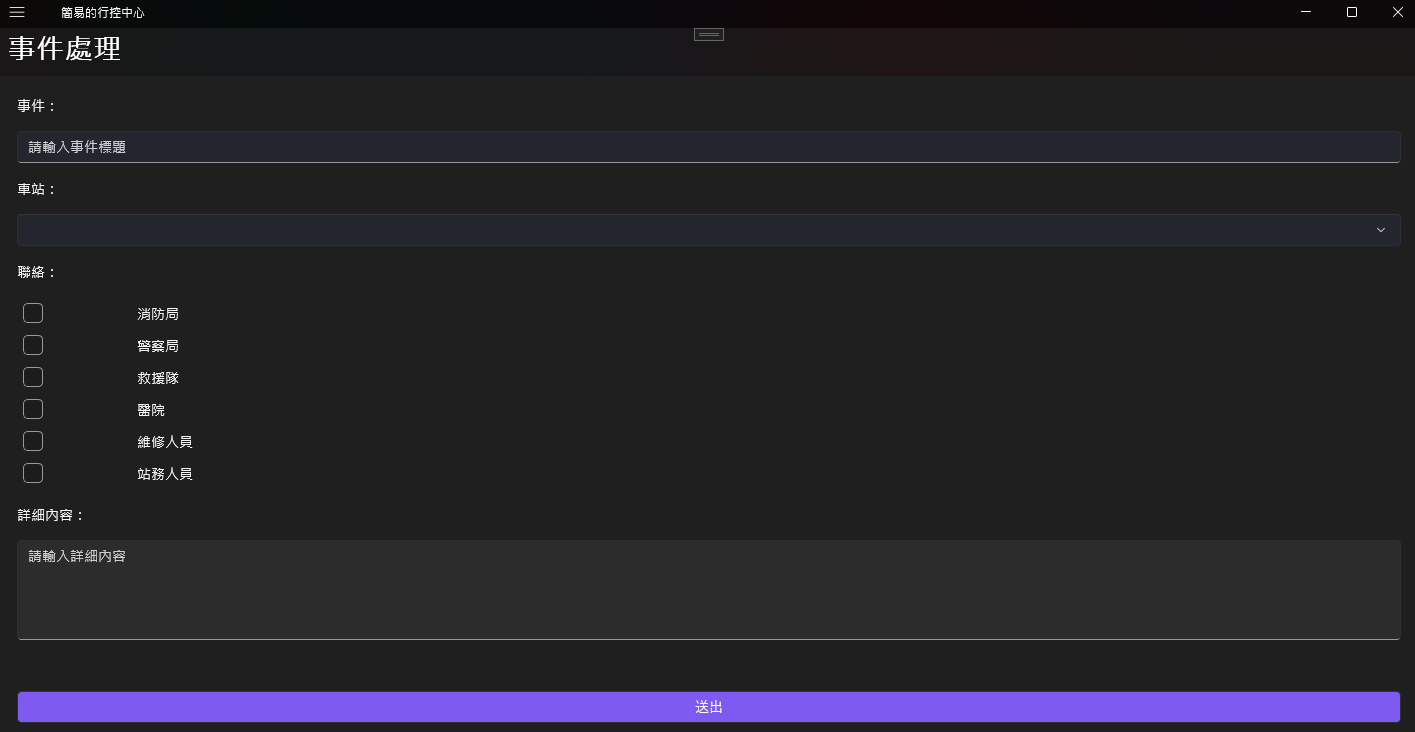 簡易的行控中心
事件處理
事件：
請輸入事件標題
車站：
聯絡：
消防局
警察局
救援隊
醫院
維修人員
站務人員
詳細內容：
請輸入詳細內容
送出